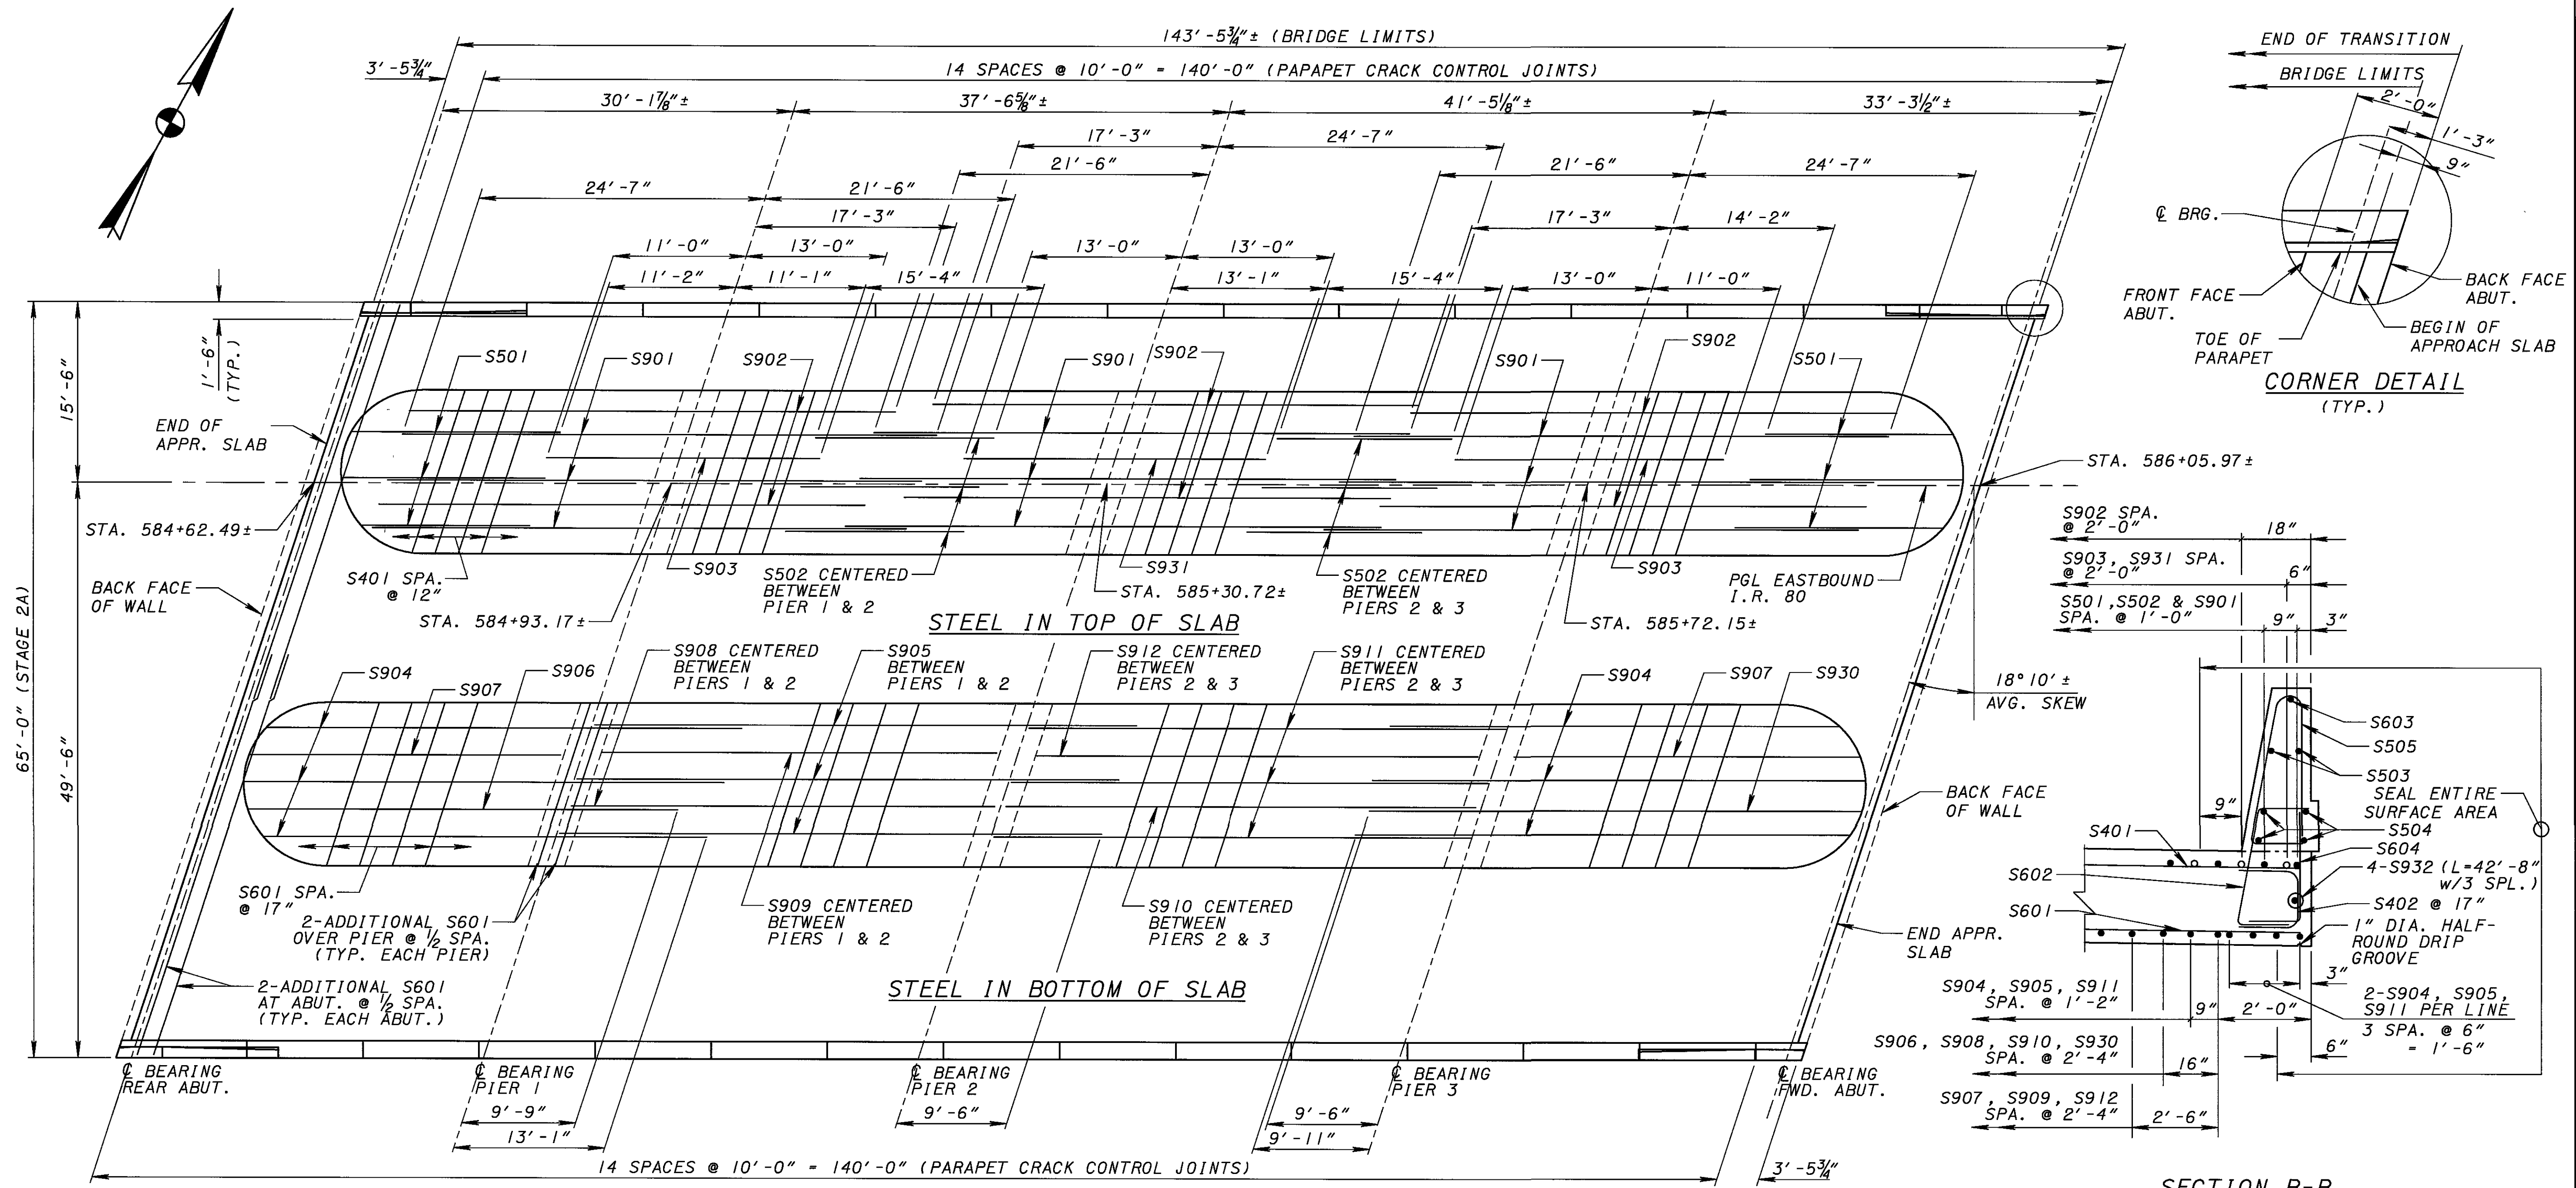 143'-5¾"± (BRIDGE LIMITS)
3'-5¾"
14 SPACES @ 10'-0" = 140'-0" (PAPAPET CRACK CONTROL JOINTS)
30'-1⅞"±
37'-6⅝"±
41'-5⅛"±
33'-3½"±
17'-3"
24'-7"
21'-6"
21'-6"
24'-7"
24'-7"
21'-6"
17'-3"
17'-3"
14'-2"
11'-0"
13'-0"
13'-0"
13'-0"
11'-2"
11'-1"
15'-4"
13'-1"
15'-4"
13'-0"
11'-0"
END OF TRANSITION
BRIDGE LIMITS
2'-0"
1'-3"
9"
℄ BRG.
FRONT FACE
ABUT.
BACK FACE
ABUT.
TOE OF
PARAPET
BEGIN OF
APPROACH SLAB
CORNER DETAIL
(TYP.)
65'-0" (STAGE 2A)
15'-6"
49'-6"
1'-6"
(TYP.)
END OF
APPR. SLAB
STA. 584+62.49±
BACK FACE
OF WALL
S501
S901
S902
S901
S902
S901
S902
S501
S401 SPA.
@ 12"
S903
STA. 584+93.17±
S502 CENTERED
BETWEEN
PIER 1 & 2
S931
STA. 585+30.72±
S502 CENTERED
BETWEEN
PIERS 2 & 3
S903
STA. 585+72.15±
PGL EASTBOUND
I.R. 80
STA. 586+05.97±
STEEL IN TOP OF SLAB
18°10'±
AVG. SKEW
S904
S907
S906
S908 CENTERED
BETWEEN
PIERS 1 & 2
S905
BETWEEN
PIERS 1 & 2
S912 CENTERED
BETWEEN
PIERS 2 & 3
S911 CENTERED
BETWEEN
PIERS 2 & 3
S904
S907
S930
BACK FACE
OF WALL
S601 SPA.
@ 17"
2-ADDITIONAL S601
OVER PIER @ ½ SPA.
(TYP. EACH PIER)
2-ADDITIONAL S601
AT ABUT. @ ½ SPA.
(TYP. EACH ABUT.)
S909 CENTERED
BETWEEN
PIERS 1 & 2
S910 CENTERED
BETWEEN
PIERS 2 & 3
END APPR.
SLAB
STEEL IN BOTTOM OF SLAB
℄ BEARING
REAR ABUT.
℄ BEARING
PIER 1
℄ BEARING
PIER 2
℄ BEARING
PIER 3
℄ BEARING
FWD. ABUT.
9'-9"
13'-1"
9'-6"
9'-6"
9'-11"
14 SPACES @ 10'-0" = 140'-0" (PARAPET CRACK CONTROL JOINTS)
3'-5¾"
S902 SPA.
@ 2'-0"
18"
S903, S931 SPA.
@ 2'-0"
6"
S501,S502 & S901
SPA. @ 1'-0"
9"
3"
S603
S505
S503
SEAL ENTIRE
SURFACE AREA
9"
S401
S504
S604
4-S932 (L=42'-8"
w/3 SPL.)
S602
S402 @ 17"
S601
1" DIA. HALF-
ROUND DRIP
GROOVE
3"
S904, S905, S911
SPA. @ 1'-2"
9"
2'-0"
2-S904, S905,
S911 PER LINE
3 SPA. @ 6"
= 1'-6"
S906, S908, S910, S930
SPA. @ 2'-4"
16"
6"
S907, S909, S912
SPA. @ 2'-4"
2'-6"
SECTION B-B